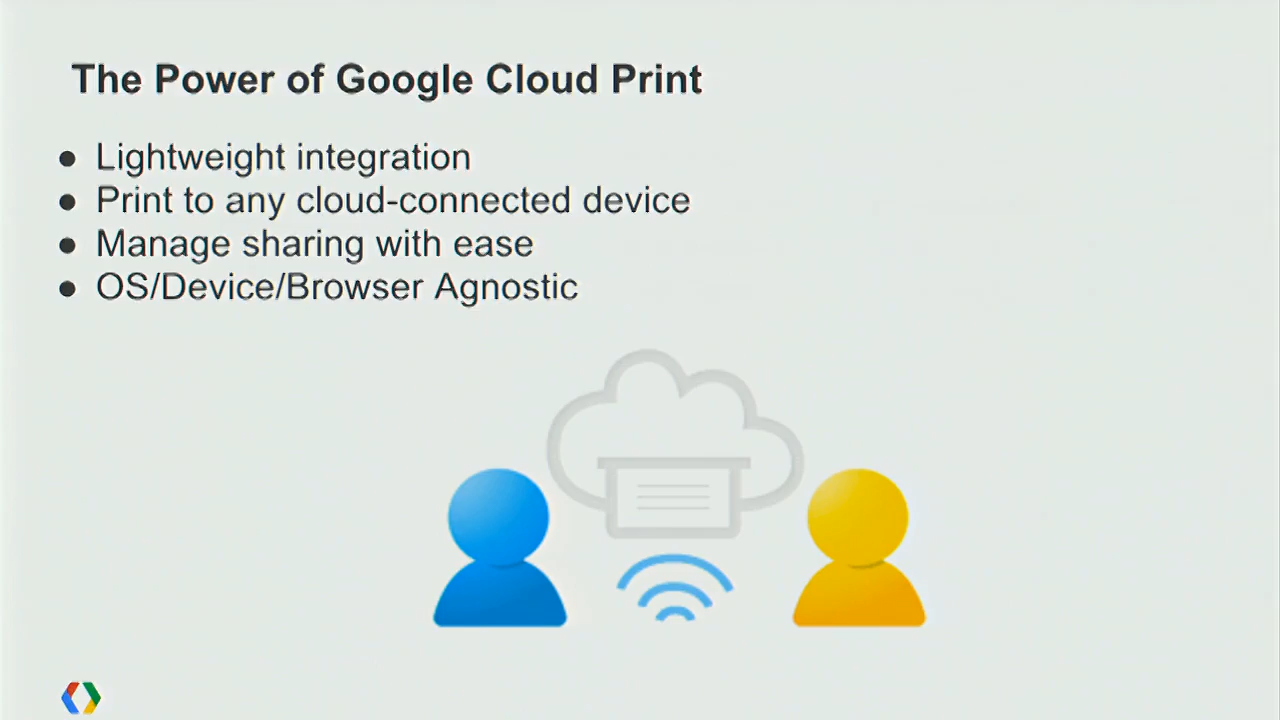 The Power of Google Cloud Print
● Lightweight integration
● Print to any cloud-connected device
● Manage sharing with ease
● OS/Device/Browser Agnostic